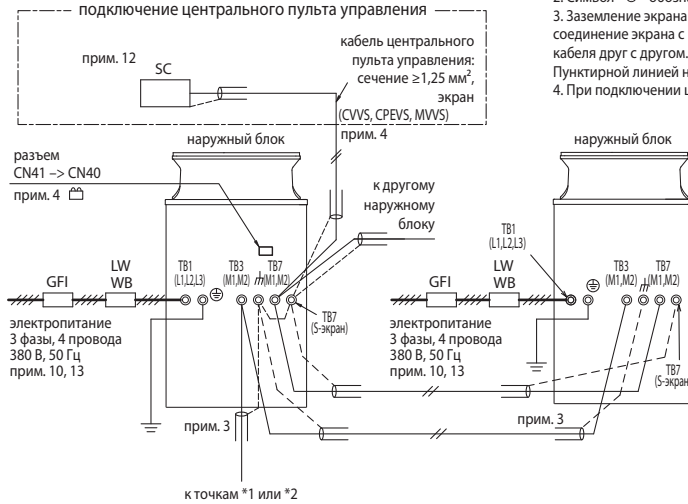 подключение центрального пульта управления
прим. 12
SC
кабель центрального
пульта управления:
сечение ≥1,25 мм²,
экран
(CVVS, CPEVS, MVVS)
прим. 4
3. Заземление экрана
соединение экрана с
кабеля друг с другом.
Пунктирной линией н
4. При подключении ц
наружный блок
разъем
CN41 –> CN40
прим. 4
к другому
наружному
блоку
TB1
(L1,L2,L3)
TB3
(M1,M2)
TB7
(M1,M2)
TB7
(S-экран)
GFI
LW
WB
электропитание
3 фазы, 4 провода
380 В, 50 Гц
прим. 10, 13
прим. 3
к точкам *1 или *2
наружный блок
TB1
(L1,L2,L3)
TB3
(M1,M2)
TB7
(M1,M2)
TB7
(S-экран
GFI
LW
WB
электропитание
3 фазы, 4 провода
380 В, 50 Гц
прим. 10, 13
прим. 3